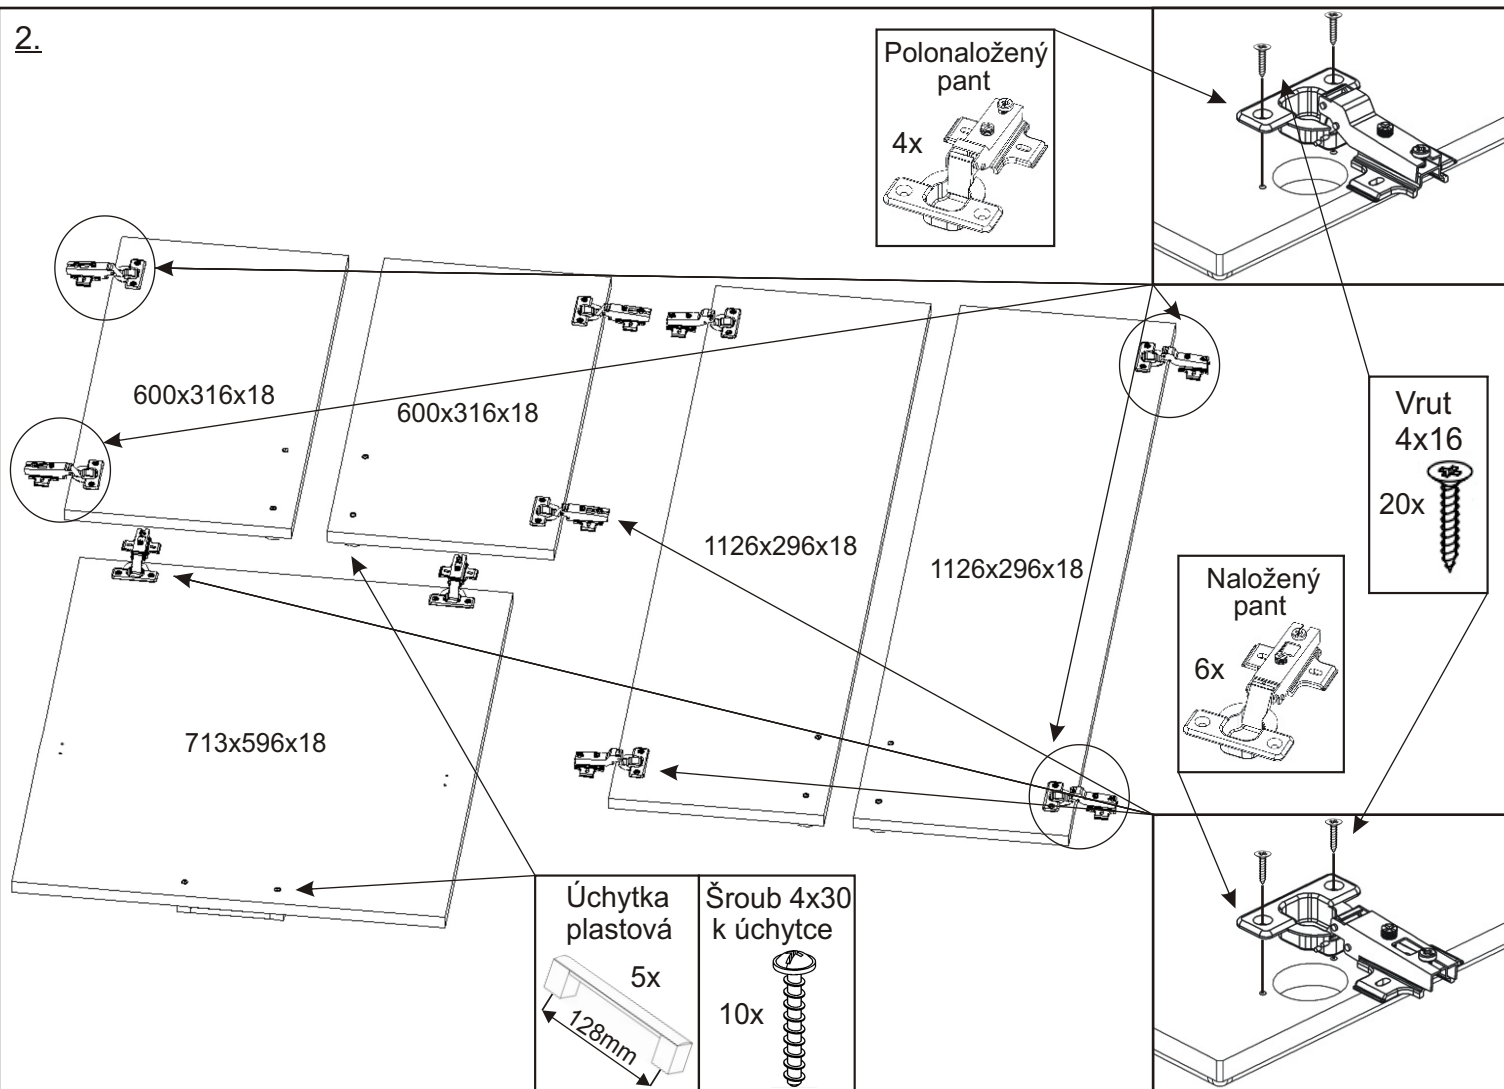 2.
Polonaložený
pant
4x
600x316x18
600x316x18
1126x296x18
1126x296x18
713x596x18
Vrut
4x16
20x
Naložený
pant
6x
Úchytka
plastová
5x
128mm
Šroub 4x30
k úchytce
10x